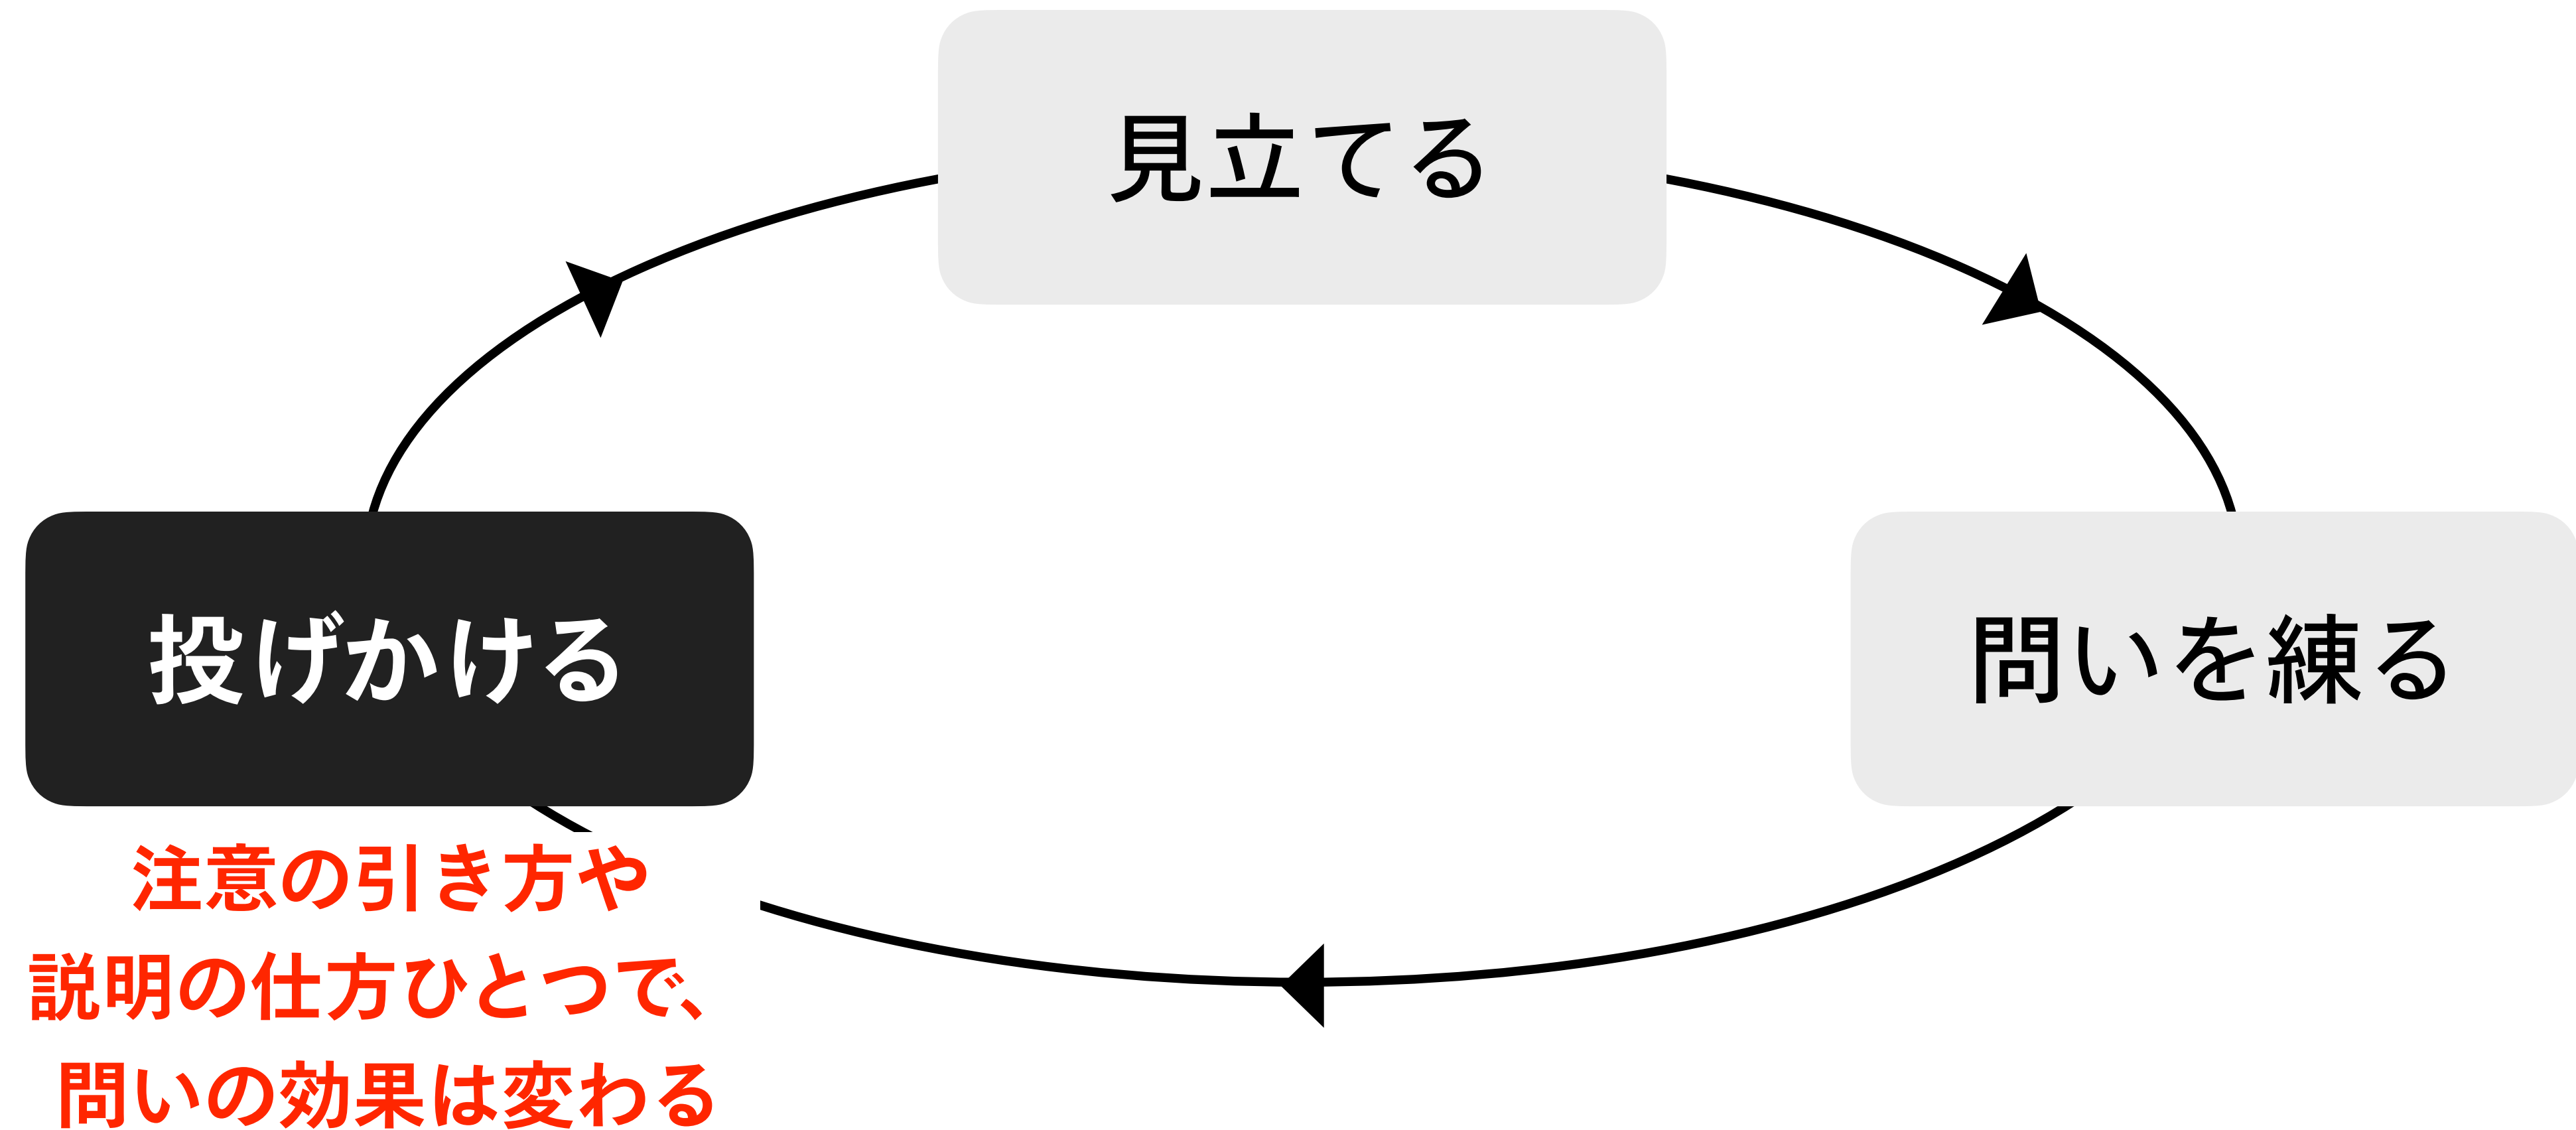 見立てる
投げかける
問いを練る
注意の引き方や
説明の仕方ひとつで、
問いの効果は変わる